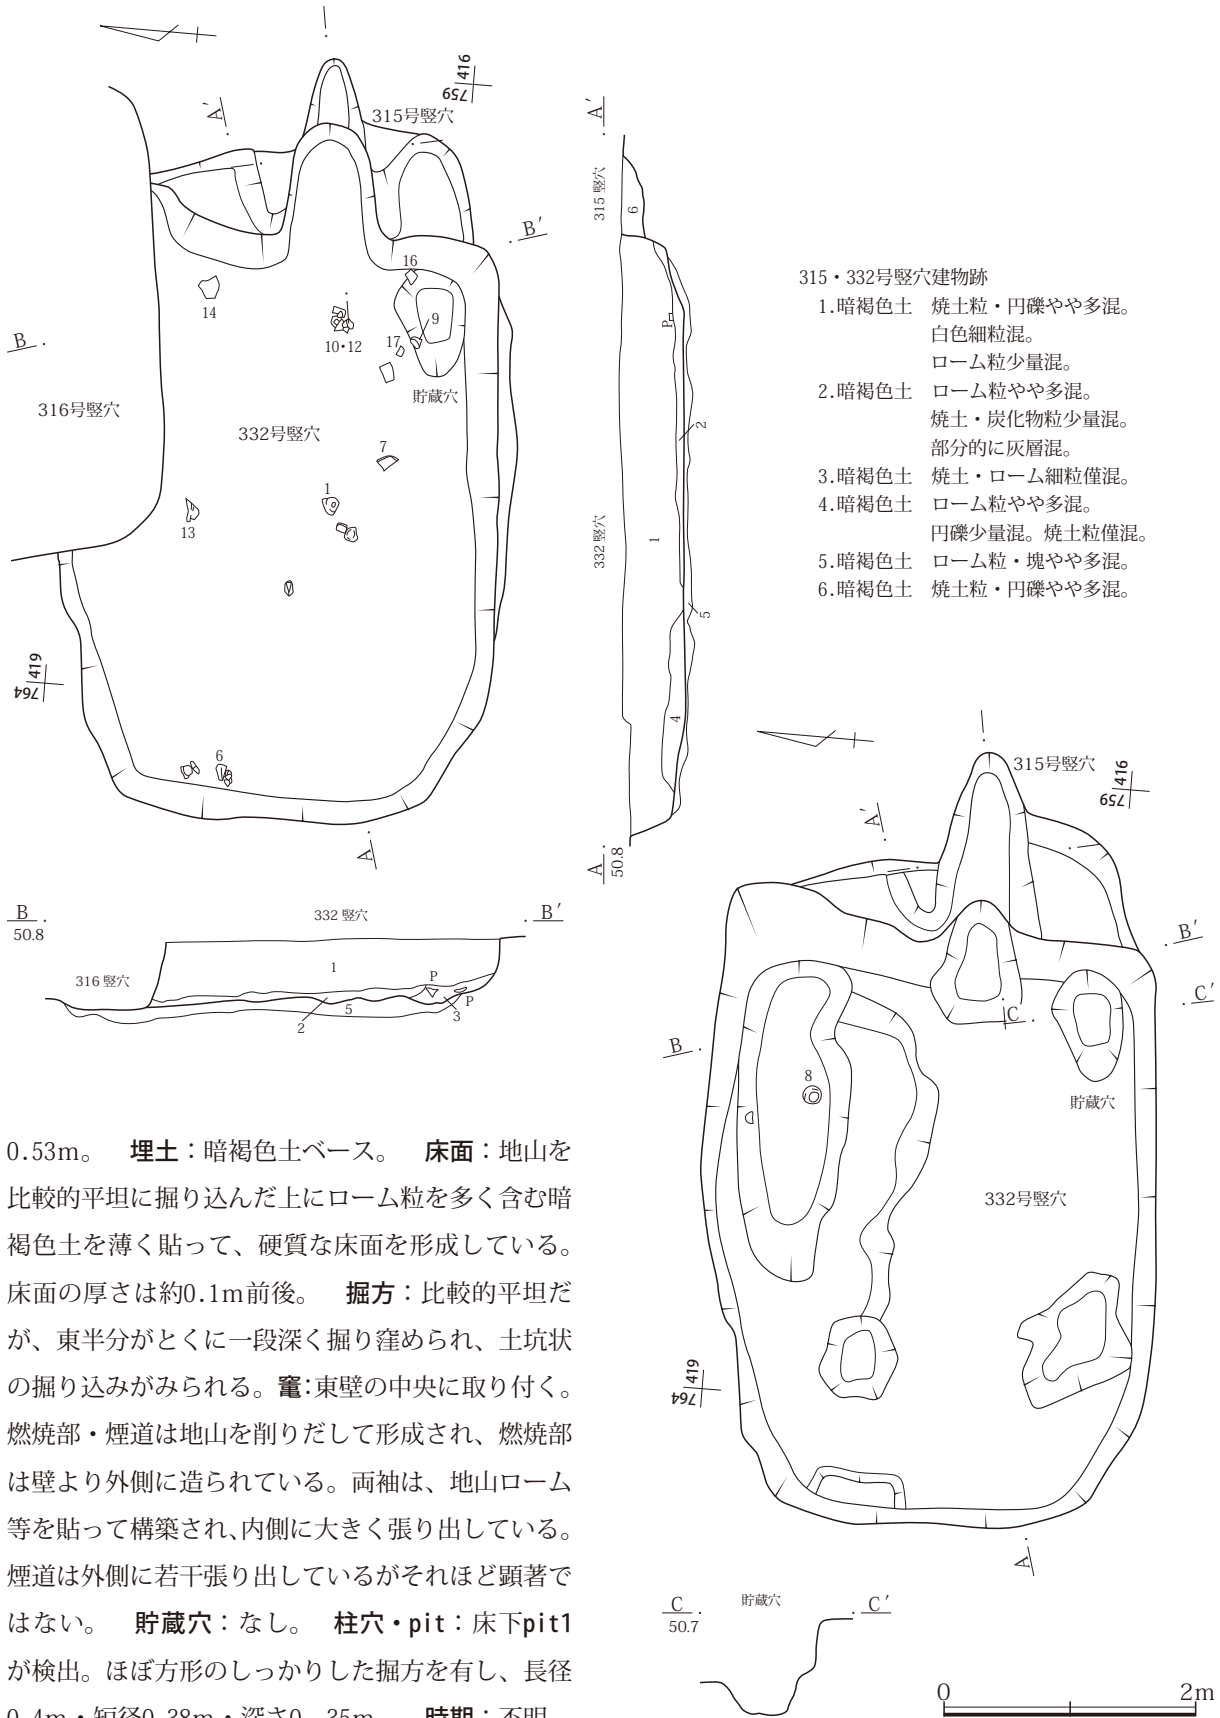 416
759
315号竪穴
A′
B′
16
14
9
10•12
17
貯蔵穴
B
316号竪穴
332号竪穴
7
1
13
419
764
6
A
A′
315 竪穴
6
P
2
332 竪穴
1
5
4
A
50.8
315・332号竪穴建物跡
1.暗褐色土　焼土粒・円礫やや多混。
白色細粒混。
ローム粒少量混。
2.暗褐色土　ローム粒やや多混。
焼土・炭化物粒少量混。
部分的に灰層混。
3.暗褐色土　焼土・ローム細粒僅混。
4.暗褐色土　ローム粒やや多混。
円礫少量混。焼土粒僅混。
5.暗褐色土　ローム粒・塊やや多混。
6.暗褐色土　焼土粒・円礫やや多混。
B
50.8
332 竪穴
B′
316 竪穴
1
P
P
2
5
3
315号竪穴
416
759
A′
B′
C′
C
B
8
貯蔵穴
332号竪穴
419
764
A
C
50.7
貯蔵穴
C′
0
2m
0.53m。　埋土：暗褐色土ベース。　床面：地山を
比較的平坦に掘り込んだ上にローム粒を多く含む暗
褐色土を薄く貼って、硬質な床面を形成している。
床面の厚さは約0.1m前後。　掘方：比較的平坦だ
が、東半分がとくに一段深く掘り窪められ、土坑状
の掘り込みがみられる。竃：東壁の中央に取り付く。
燃焼部・煙道は地山を削りだして形成され、燃焼部
は壁より外側に造られている。両袖は、地山ローム
等を貼って構築され、内側に大きく張り出している。
煙道は外側に若干張り出しているがそれほど顕著で
はない。　貯蔵穴：なし。　柱穴・pit：床下pit1
が検出。ほぼ方形のしっかりした掘方を有し、長径
0.4m・短径0.38m・深さ0．35m。　時期：不明。